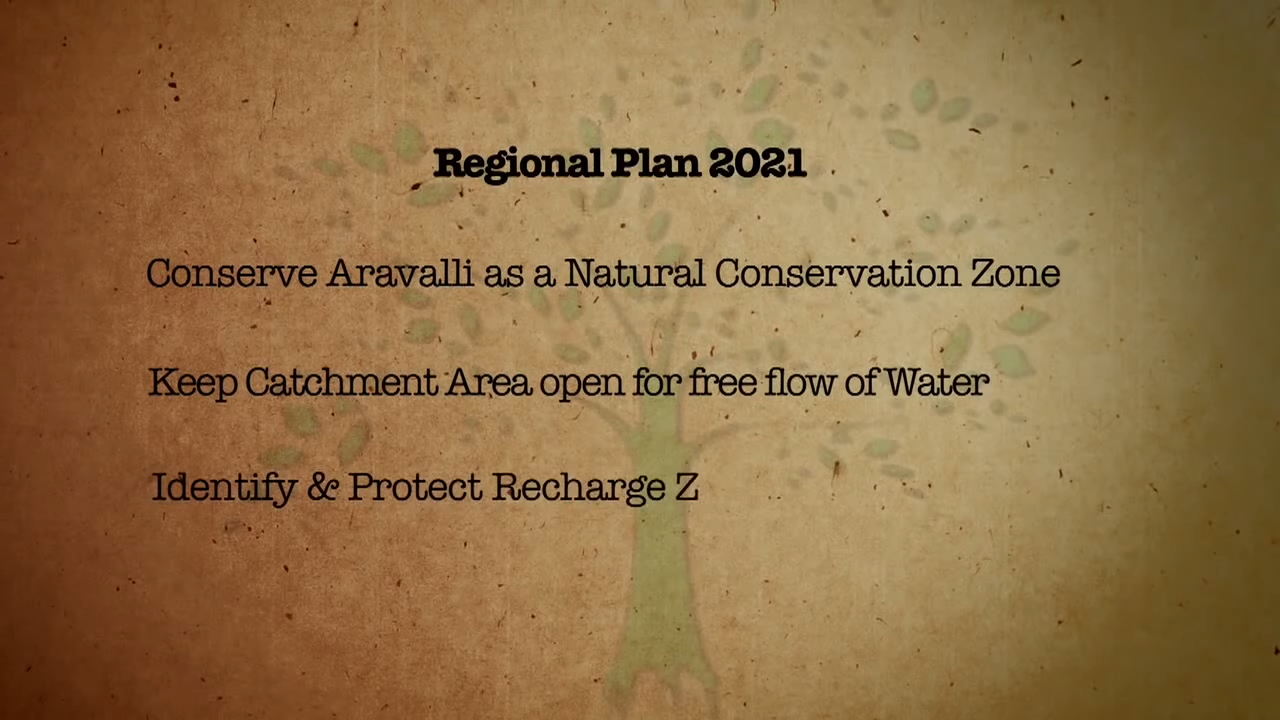 Regional Plan 2021
Conserve Aravalli as a Natural Conservation Zone
Keep Catchment Area open for free flow of Water
Identify & Protect Recharge Z